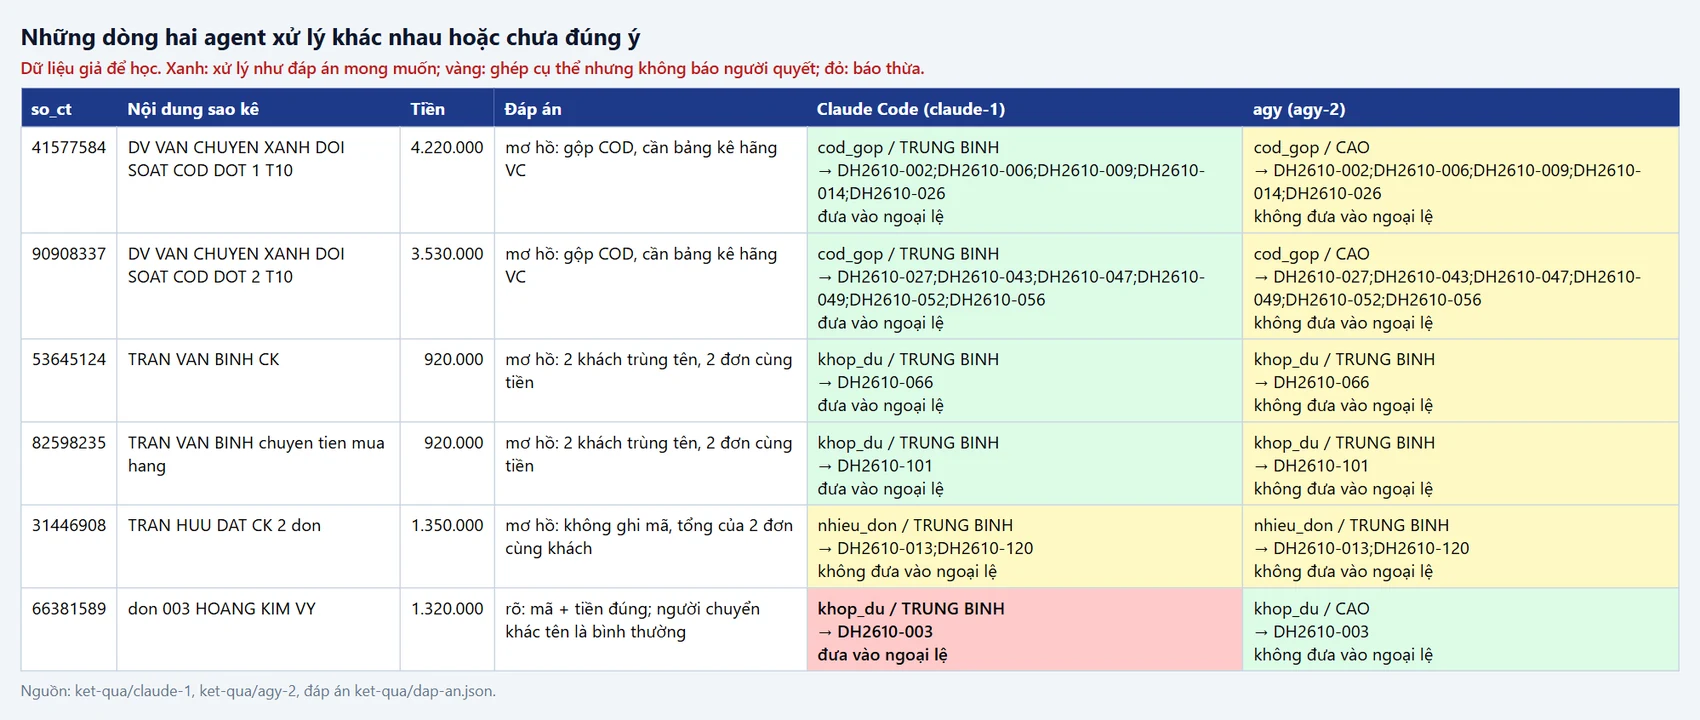 Những dòng hai agent xử lý khác nhau hoặc chưa đúng ý
Dữ liệu giả để học. Xanh: xử lý như đáp án mong muốn; vàng: ghép cụ thể nhưng không báo người quyết; đỏ: báo thừa.
so_ct Nội dung sao kê Tiền Đáp án Claude Code (claude-1) agy (agy-2)
41577584
DV VAN CHUYEN XANH DOI
SOAT COD DOT 1 T10
4.220.000
mơ hồ: gộp COD, cần bảng kê hãng
VC
cod_gop / TRUNG BINH
→ DH2610-002;DH2610-006;DH2610-009;DH2610-
014;DH2610-026
đưa vào ngoại lệ
cod_gop / CAO
→ DH2610-002;DH2610-006;DH2610-009;DH2610-
014;DH2610-026
không đưa vào ngoại lệ
90908337
DV VAN CHUYEN XANH DOI
SOAT COD DOT 2 T10
3.530.000
mơ hồ: gộp COD, cần bảng kê hãng
VC
cod_gop / TRUNG BINH
→ DH2610-027;DH2610-043;DH2610-047;DH2610-
049;DH2610-052;DH2610-056
đưa vào ngoại lệ
cod_gop / CAO
→ DH2610-027;DH2610-043;DH2610-047;DH2610-
049;DH2610-052;DH2610-056
không đưa vào ngoại lệ
53645124
TRAN VAN BINH CK
920.000
mơ hồ: 2 khách trùng tên, 2 đơn cùng
tiền
khop_du / TRUNG BINH
→ DH2610-066
đưa vào ngoại lệ
khop_du / TRUNG BINH
→ DH2610-066
không đưa vào ngoại lệ
82598235
TRAN VAN BINH chuyen tien mua
hang
920.000
mơ hồ: 2 khách trùng tên, 2 đơn cùng
tiền
khop_du / TRUNG BINH
→ DH2610-101
đưa vào ngoại lệ
khop_du / TRUNG BINH
→ DH2610-101
không đưa vào ngoại lệ
31446908
TRAN HUU DAT CK 2 don
1.350.000
mơ hồ: không ghi mã, tổng của 2 đơn
cùng khách
nhieu_don / TRUNG BINH
→ DH2610-013;DH2610-120
không đưa vào ngoại lệ
nhieu_don / TRUNG BINH
→ DH2610-013;DH2610-120
không đưa vào ngoại lệ
66381589
don 003 HOANG KIM VY
1.320.000
rõ: mã + tiền đúng; người chuyển
khác tên là bình thường
khop_du / TRUNG BINH
→ DH2610-003
đưa vào ngoại lệ
khop_du / CAO
→ DH2610-003
không đưa vào ngoại lệ
Nguồn: ket-qua/claude-1, ket-qua/agy-2, đáp án ket-qua/dap-an.json.